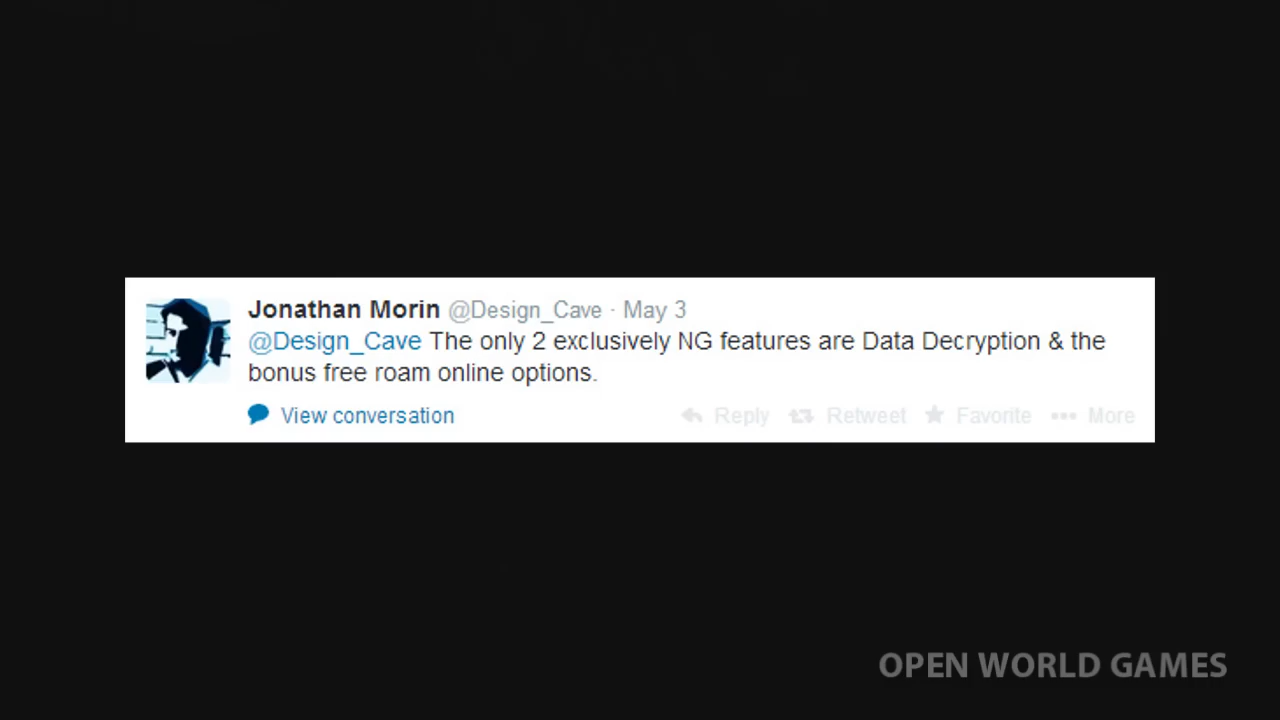 Jonathan Morin @Design_Cave · May 3
@Design_Cave The only 2 exclusively NG features are Data Decryption & the
bonus free roam online options.
View conversation Reply Retweet Favorite More
OPEN WORLD GAMES